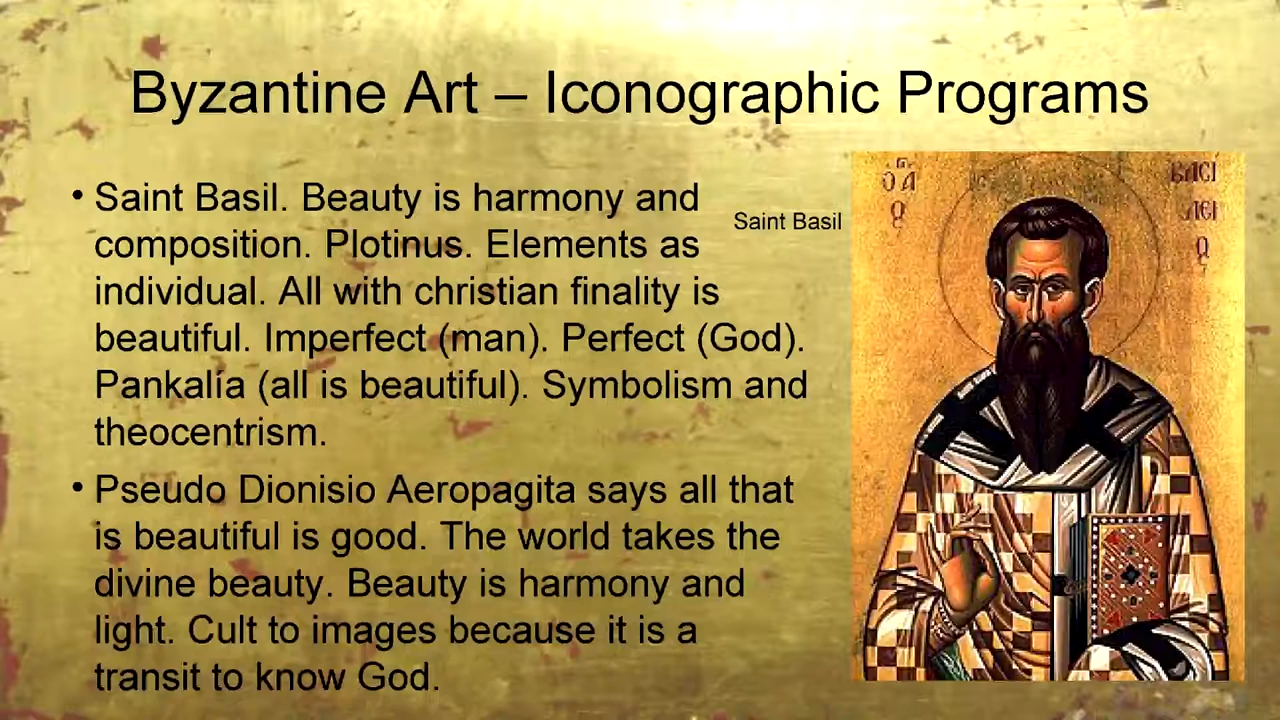 Byzantine Art – Iconographic Programs
• Saint Basil. Beauty is harmony and
composition. Plotinus. Elements as
individual. All with christian finality is
beautiful. Imperfect (man). Perfect (God).
Pankalía (all is beautiful). Symbolism and
theocentrism.
• Pseudo Dionisio Aeropagita says all that
is beautiful is good. The world takes the
divine beauty. Beauty is harmony and
light. Cult to images because it is a
transit to know God.
Saint Basil
ΒΑCΙ
ΛΕΙ
Ο